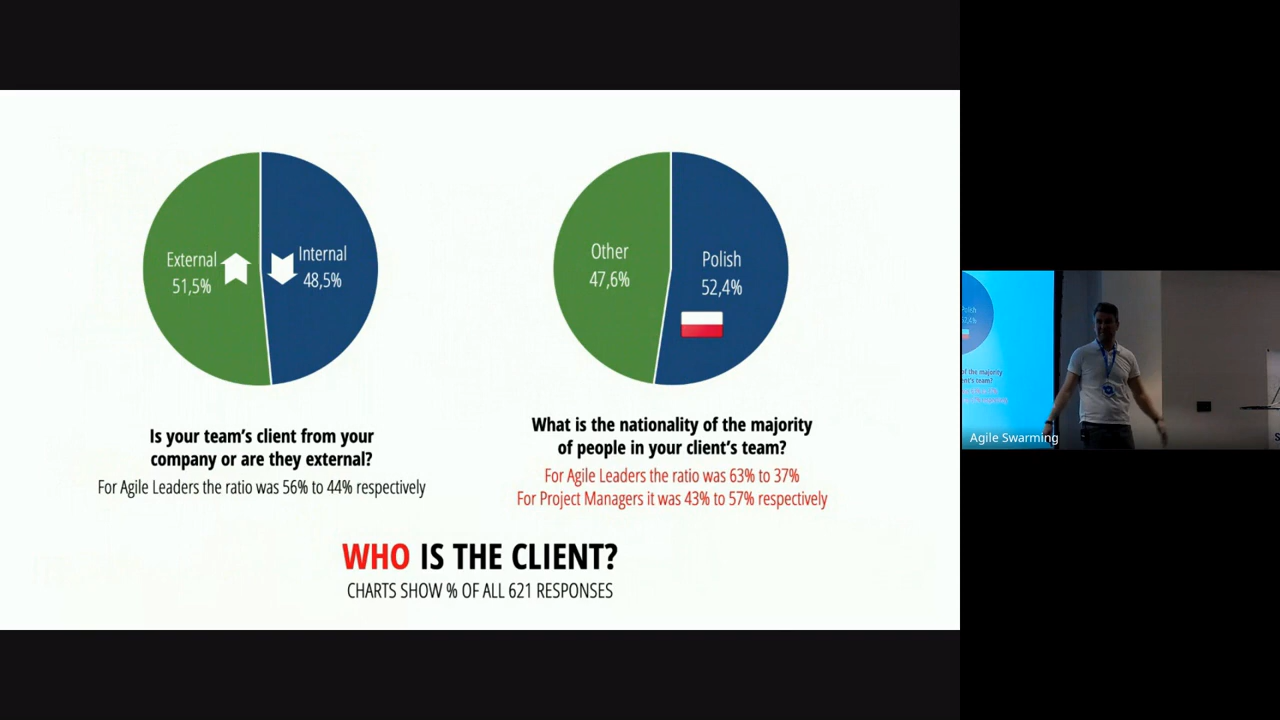 External
51,5%
Internal
48,5%
Other
47,6%
Polish
52,4%
Is your team's client from your
company or are they external?
For Agile Leaders the ratio was 56% to 44% respectively
What is the nationality of the majority
of people in your client's team?
For Agile Leaders the ratio was 63% to 37%
For Project Managers it was 43% to 57% respectively
WHO IS THE CLIENT?
CHARTS SHOW % OF ALL 621 RESPONSES
of the majority
Agile Swarming